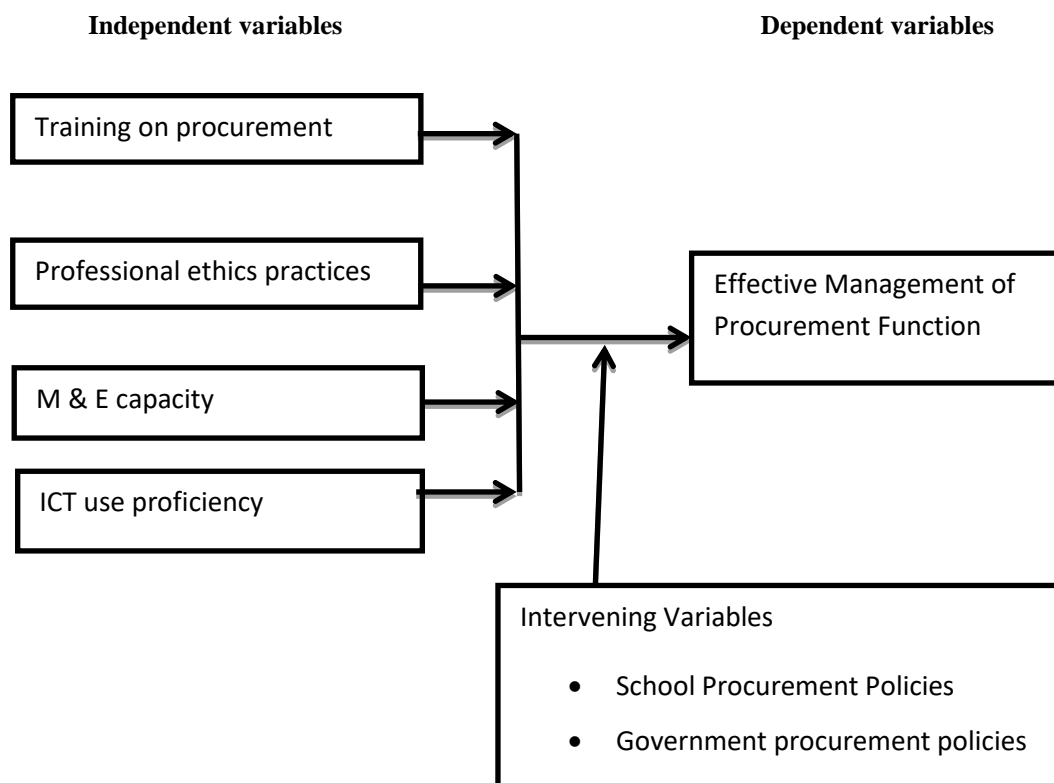 Independent variables
Dependent variables
Training on procurement
Professional ethics practices
Effective Management of
Procurement Function
M & E capacity
ICT use proficiency
Intervening Variables
• School Procurement Policies
• Government procurement policies